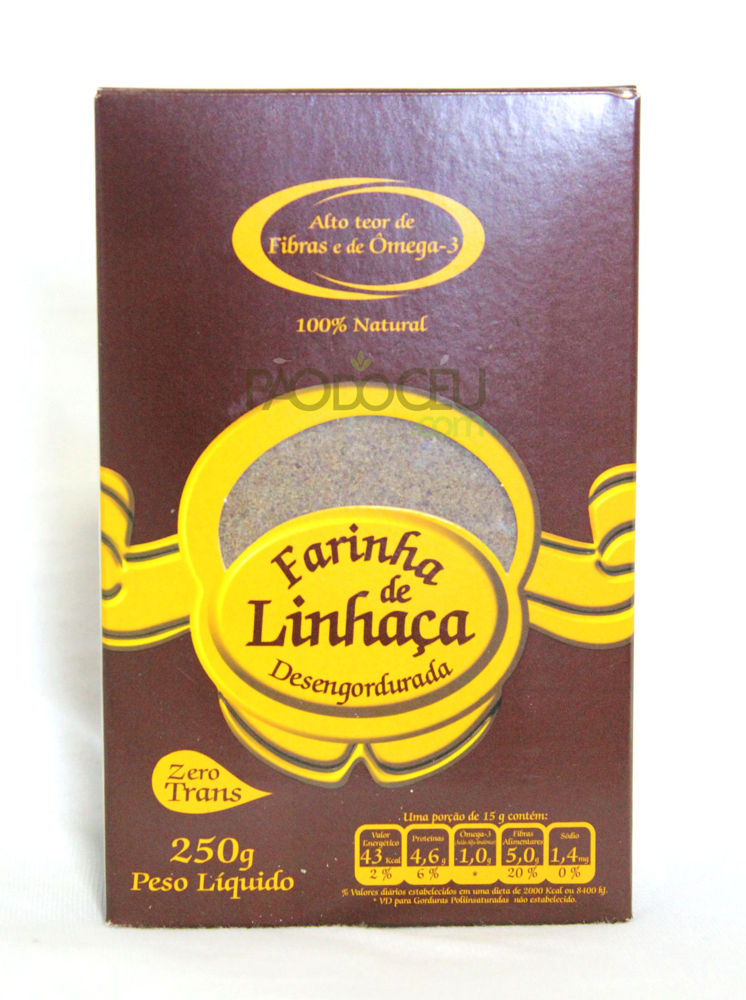 Alto teor de
Fibras e de Ômega-3
100% Natural
PAODOCEU
.com
Farinha
de
Linhaça
Desengordurada
Zero
Trans
250g
Peso Líquido
Uma porção de 15 g contém:
Valor Energético 43 Kcal 2 %
Proteínas 4,6 g 6 %
Ômega-3 1,0 g *
Fibras Alimentares 5,0 g 20 %
Sódio 1,4 mg 0 %
% Valores diários estabelecidos em uma dieta de 2000 Kcal ou 8400 kJ.
* VD para Gorduras Poliinsaturadas não estabelecido.